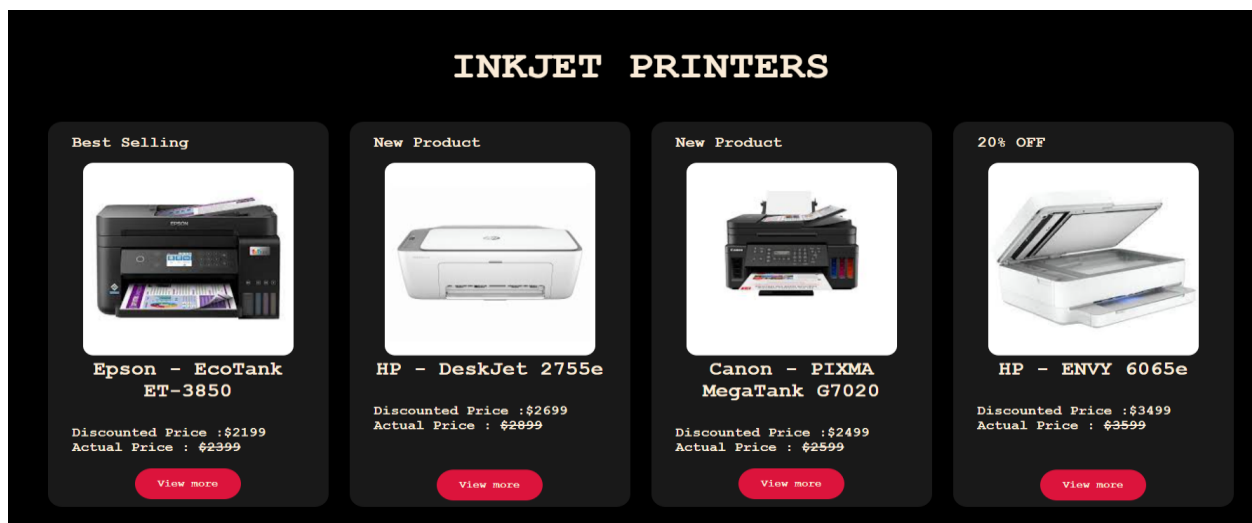 INKJET PRINTERS
Best Selling
EPSON
Epson - EcoTank
ET-3850
Discounted Price :$2199
Actual Price : $2399
View more
New Product
hp
HP - DeskJet 2755e
Discounted Price :$2699
Actual Price : $2899
View more
New Product
Canon - PIXMA
MegaTank G7020
Discounted Price :$2499
Actual Price : $2599
View more
20% OFF
HP - ENVY 6065e
Discounted Price :$3499
Actual Price : $3599
View more